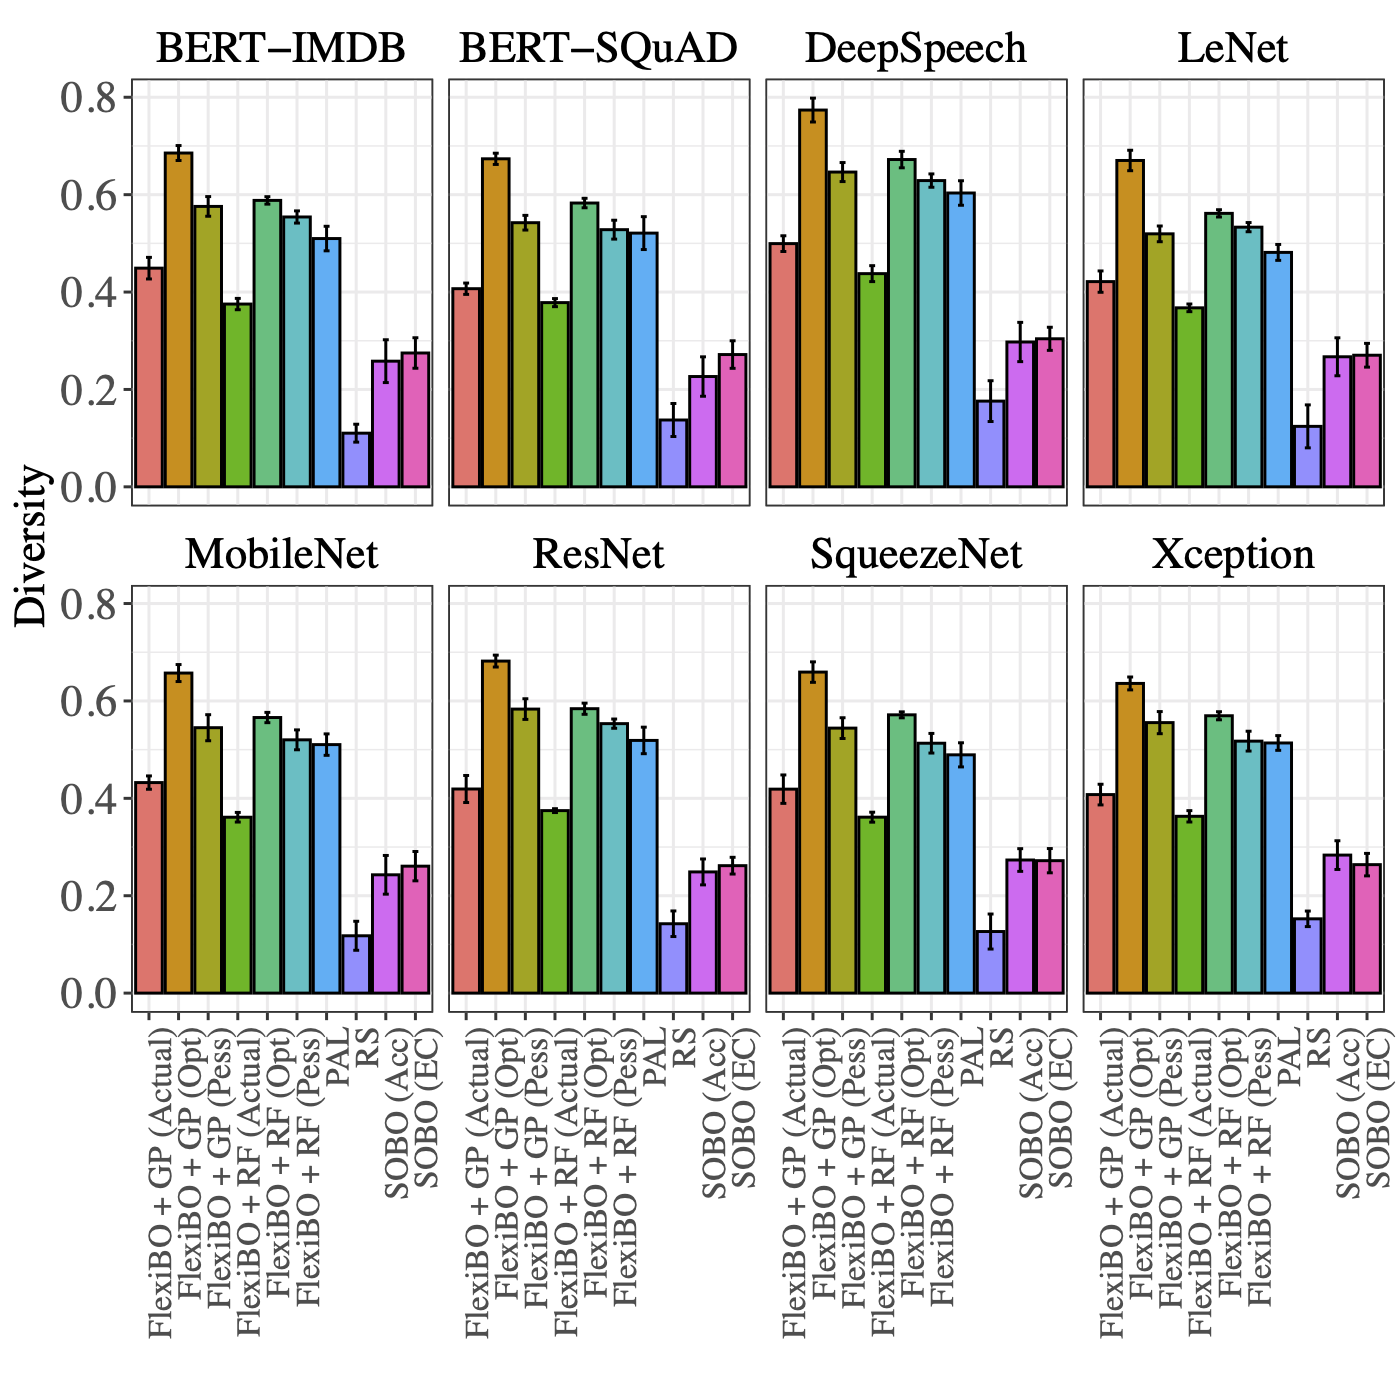 BERT−IMDB
BERT−SQuAD
DeepSpeech
LeNet
0.8
0.6
0.4
0.2
0.0
Diversity
MobileNet
ResNet
SqueezeNet
Xception
0.8
0.6
0.4
0.2
0.0
FlexiBO + GP (Actual)
FlexiBO + GP (Opt)
FlexiBO + GP (Pess)
FlexiBO + RF (Actual)
FlexiBO + RF (Opt)
FlexiBO + RF (Pess)
PAL
RS
SOBO (Acc)
SOBO (EC)
FlexiBO + GP (Actual)
FlexiBO + GP (Opt)
FlexiBO + GP (Pess)
FlexiBO + RF (Actual)
FlexiBO + RF (Opt)
FlexiBO + RF (Pess)
PAL
RS
SOBO (Acc)
SOBO (EC)
FlexiBO + GP (Actual)
FlexiBO + GP (Opt)
FlexiBO + GP (Pess)
FlexiBO + RF (Actual)
FlexiBO + RF (Opt)
FlexiBO + RF (Pess)
PAL
RS
SOBO (Acc)
SOBO (EC)
FlexiBO + GP (Actual)
FlexiBO + GP (Opt)
FlexiBO + GP (Pess)
FlexiBO + RF (Actual)
FlexiBO + RF (Opt)
FlexiBO + RF (Pess)
PAL
RS
SOBO (Acc)
SOBO (EC)